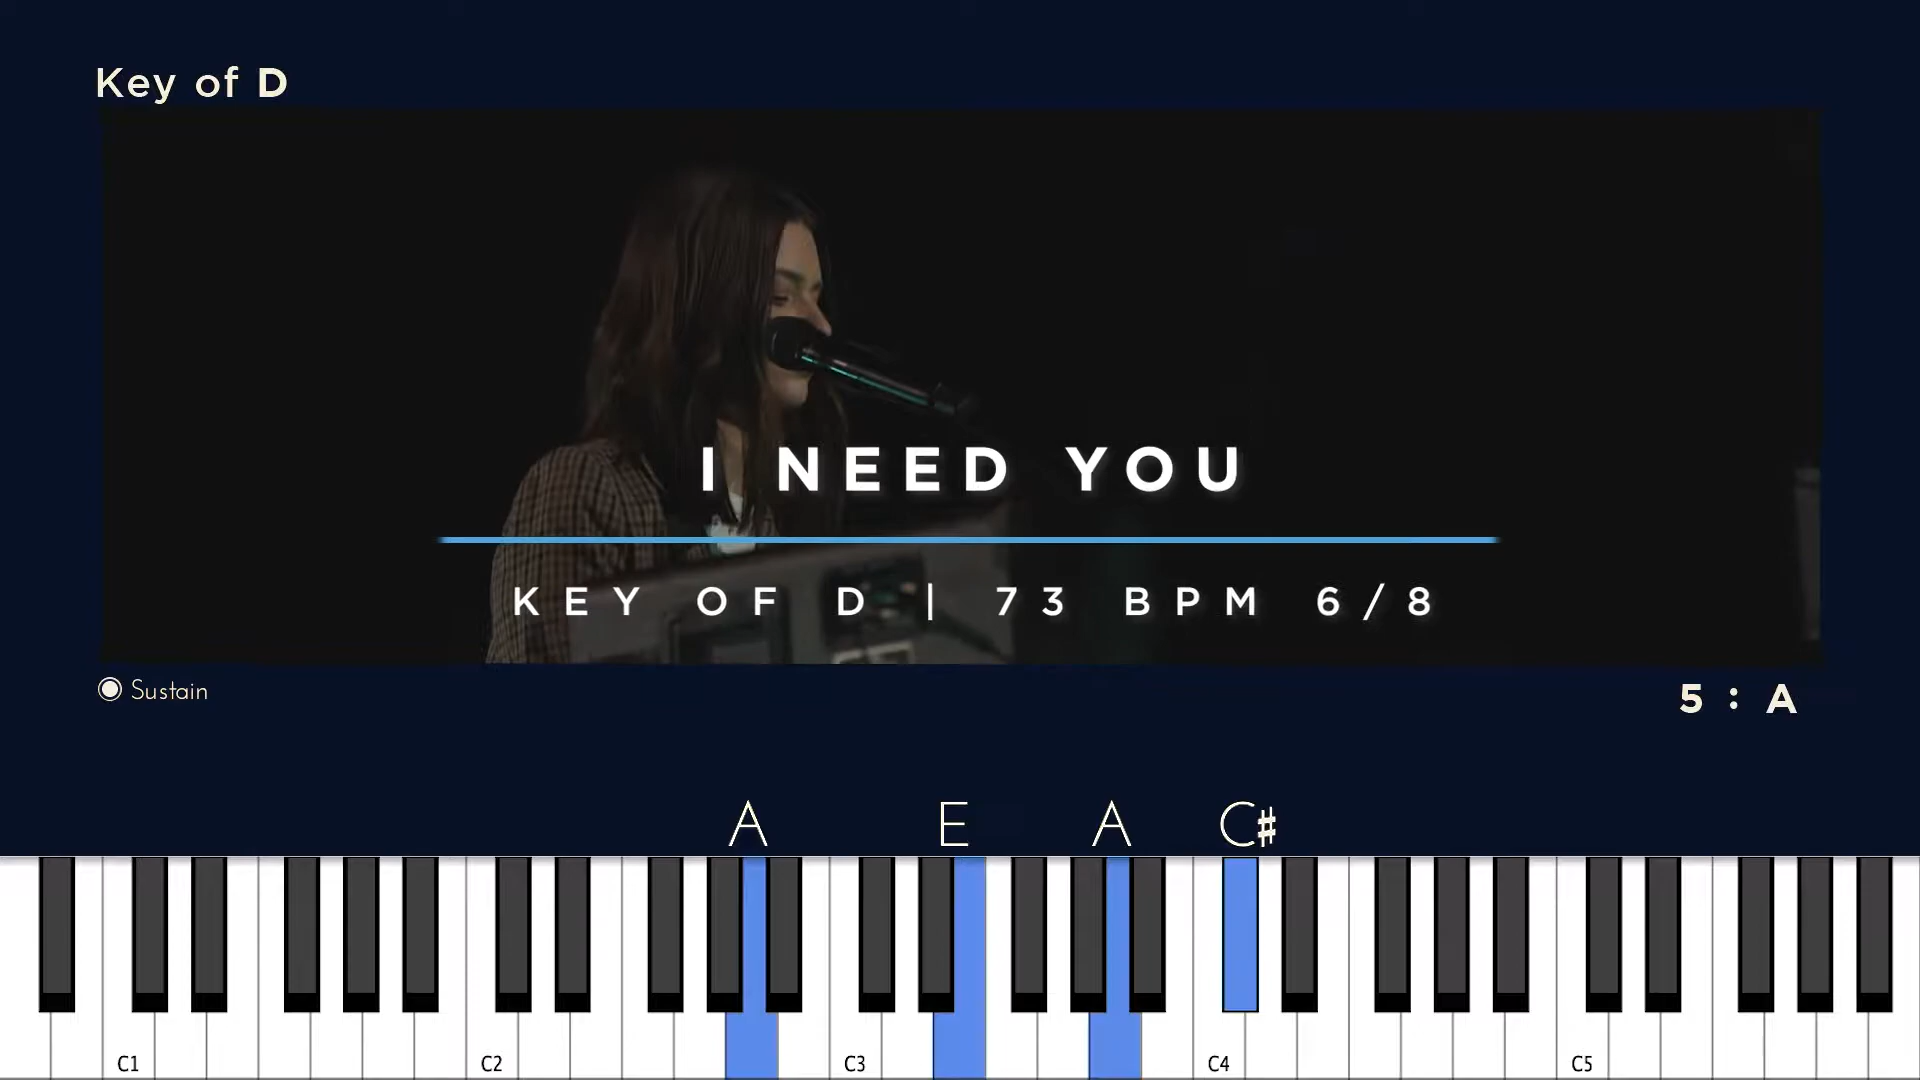 Key of D
I NEED YOU
KEY OF D | 73 BPM 6/8
Sustain
5 : A
A E A C#
C1 C2 C3 C4 C5